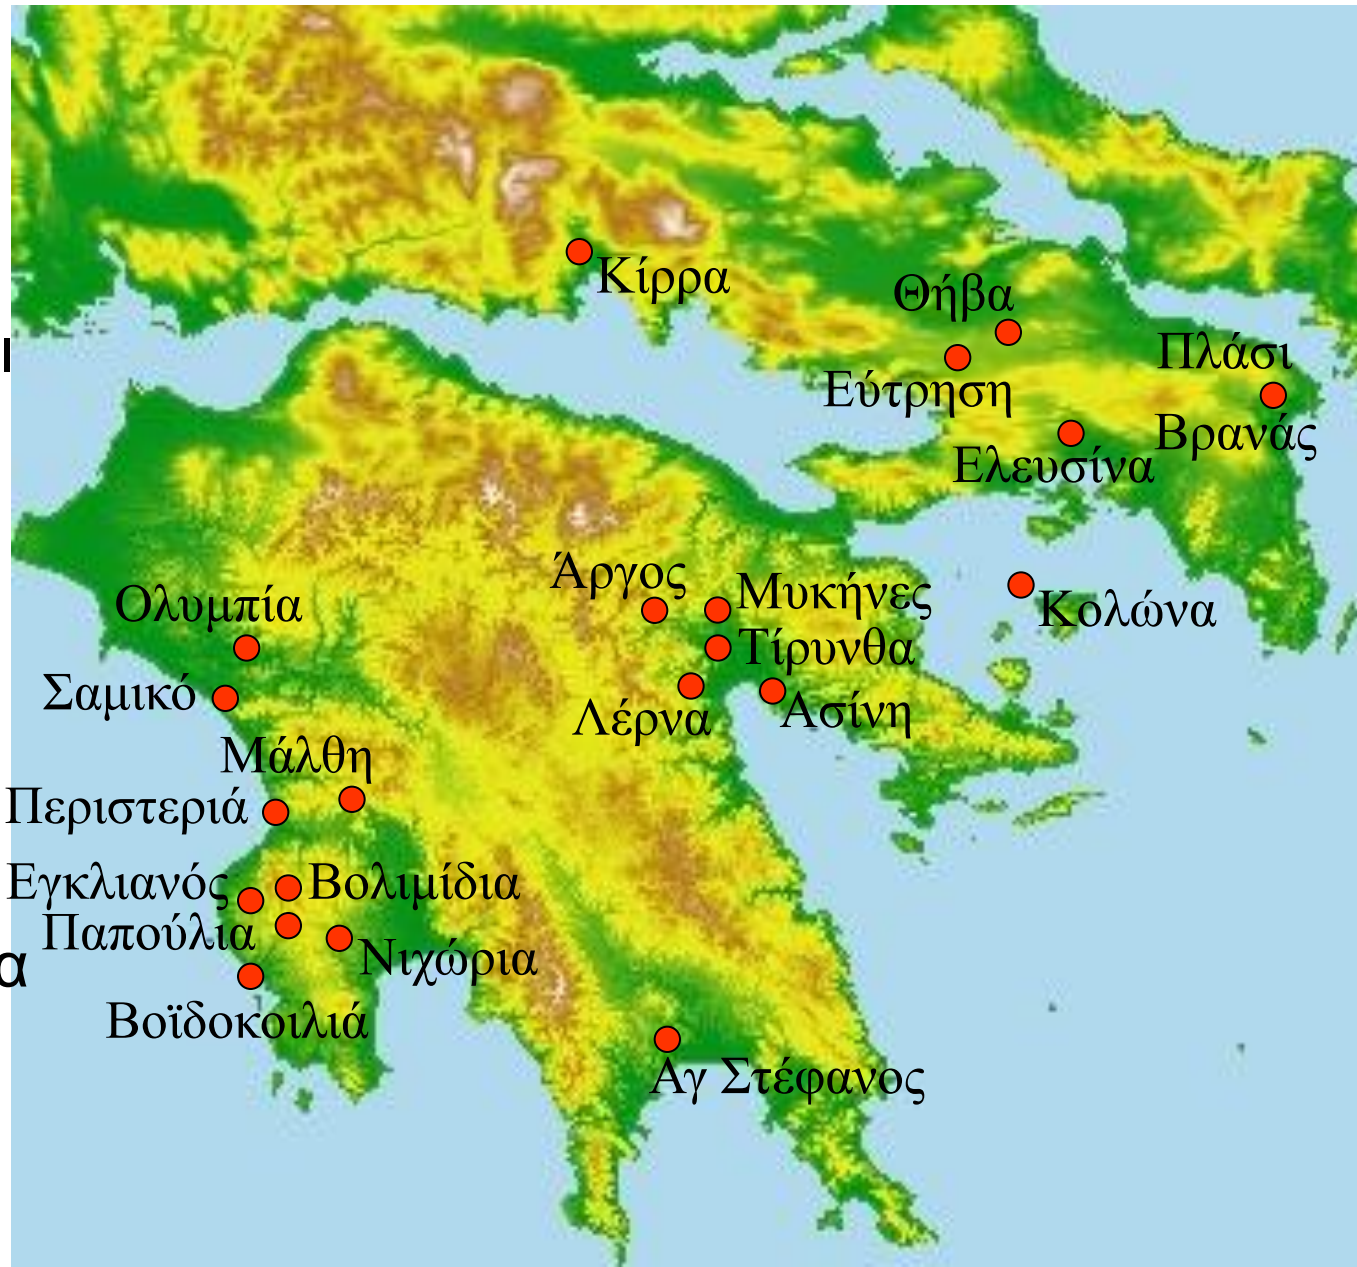 Κίρρα
Θήβα
Πλάσι
Εύτρηση
Βρανάς
Ελευσίνα
Άργος
Μυκήνες
Κολώνα
Ολυμπία
Τίρυνθα
Σαμικό
Λέρνα
Ασίνη
Μάλθη
Περιστεριά
Εγκλιανός
Βολιμίδια
Παπούλια
Νιχώρια
α
Βοϊδοκοιλιά
Αγ Στέφανος